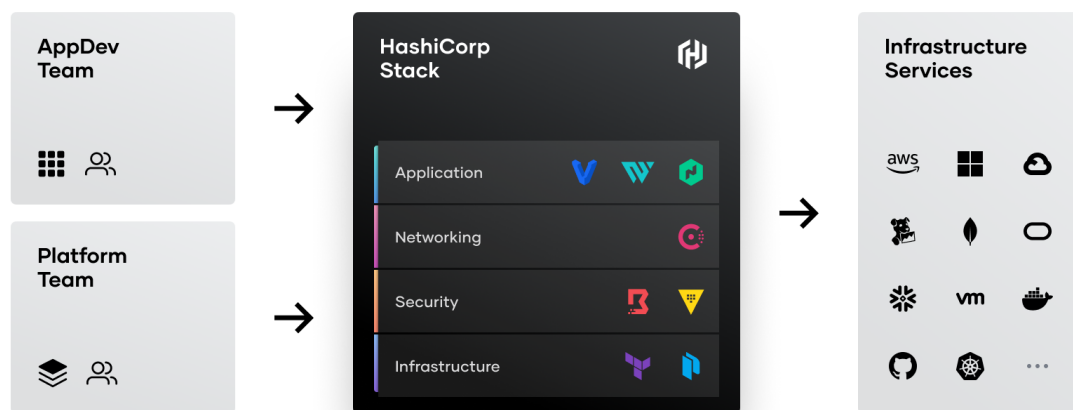 AppDev
Team
Platform
Team
HashiCorp
Stack
Application
Networking
Security
Infrastructure
Infrastructure
Services
aws
vm